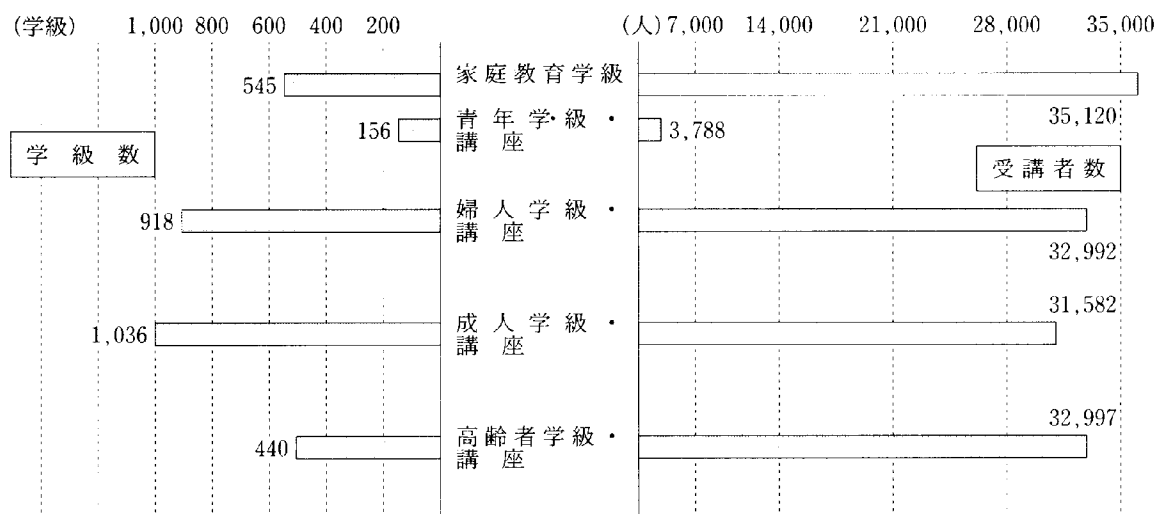 (学級) 1,000 800 600 400 200 (人) 7,000 14,000 21,000 28,000 35,000
545 家庭教育学級 35,120
156 青年学級・講座 3,788
学級数 受講者数
918 婦人学級・講座 32,992
1,036 成人学級・講座 31,582
440 高齢者学級・講座 32,997